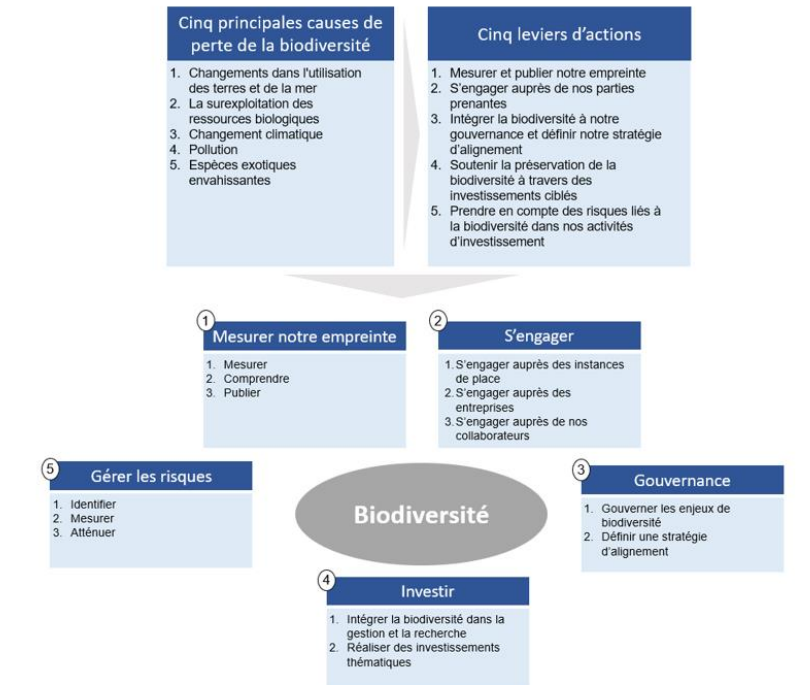 Cinq principales causes de
perte de la biodiversité
1. Changements dans l'utilisation
des terres et de la mer
2. La surexploitation des
ressources biologiques
3. Changement climatique
4. Pollution
5. Espèces exotiques
envahissantes
Cinq leviers d'actions
1. Mesurer et publier notre empreinte
2. S'engager auprès de nos parties
prenantes
3. Intégrer la biodiversité à notre
gouvernance et définir notre stratégie
d'alignement
4. Soutenir la préservation de la
biodiversité à travers des
investissements ciblés
5. Prendre en compte des risques liés à
la biodiversité dans nos activités
d'investissement
1
Mesurer notre empreinte
1. Mesurer
2. Comprendre
3. Publier
2
S'engager
1. S'engager auprès des instances
de place
2. S'engager auprès des
entreprises
3. S'engager auprès de nos
collaborateurs
5
Gérer les risques
1. Identifier
2. Mesurer
3. Atténuer
Biodiversité
3
Gouvernance
1. Gouverner les enjeux de
biodiversité
2. Définir une stratégie
d'alignement
4
Investir
1. Intégrer la biodiversité dans la
gestion et la recherche
2. Réaliser des investissements
thématiques